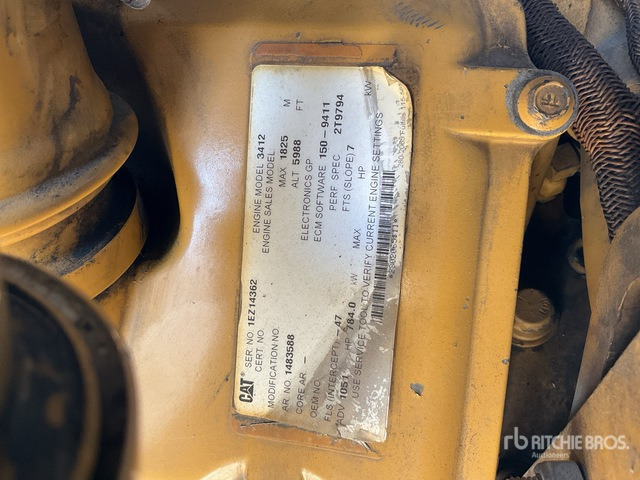 CAT® SER. NO. 1EZ14362 ENGINE MODEL 3412
CERT. NO. ENGINE SALES MODEL
MODIFICATION NO. MAX 1825 M
AR. NO. 1483588 ALT 5988 FT
CORE AR. – ELECTRONICS GP
OEM NO. ECM SOFTWARE 150-9411
PERF SPEC 2T9794
FLS (INTERCEPT) -47 FTS (SLOPE) 7
ADV 1051 HP 784.0 kW MAX HP kW
USE SERVICE TOOL TO VERIFY CURRENT ENGINE SETTINGS
rb RITCHIE BROS.
Auctioneers